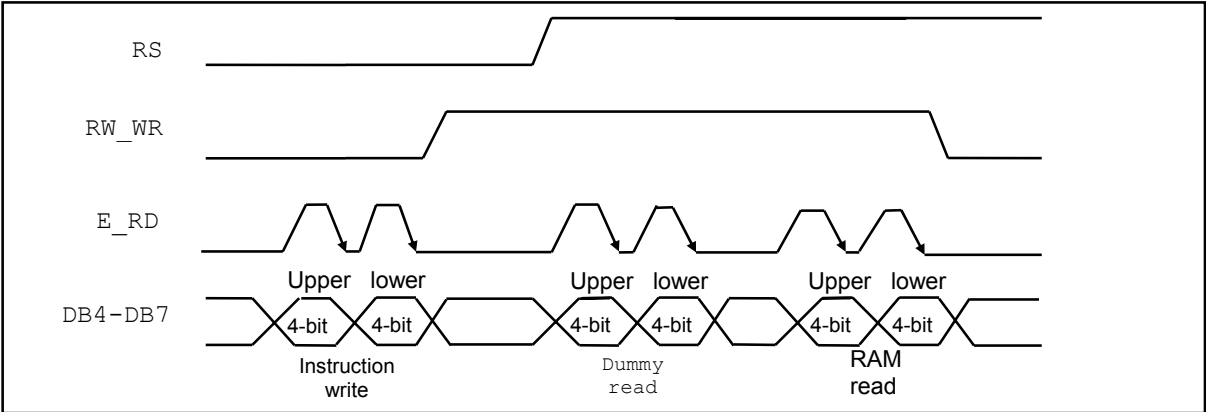 RS
RW_WR
E_RD
Upper lower Upper lower Upper lower
DB4-DB7 4-bit 4-bit 4-bit 4-bit 4-bit 4-bit
Instruction
write
Dummy
read
RAM
read